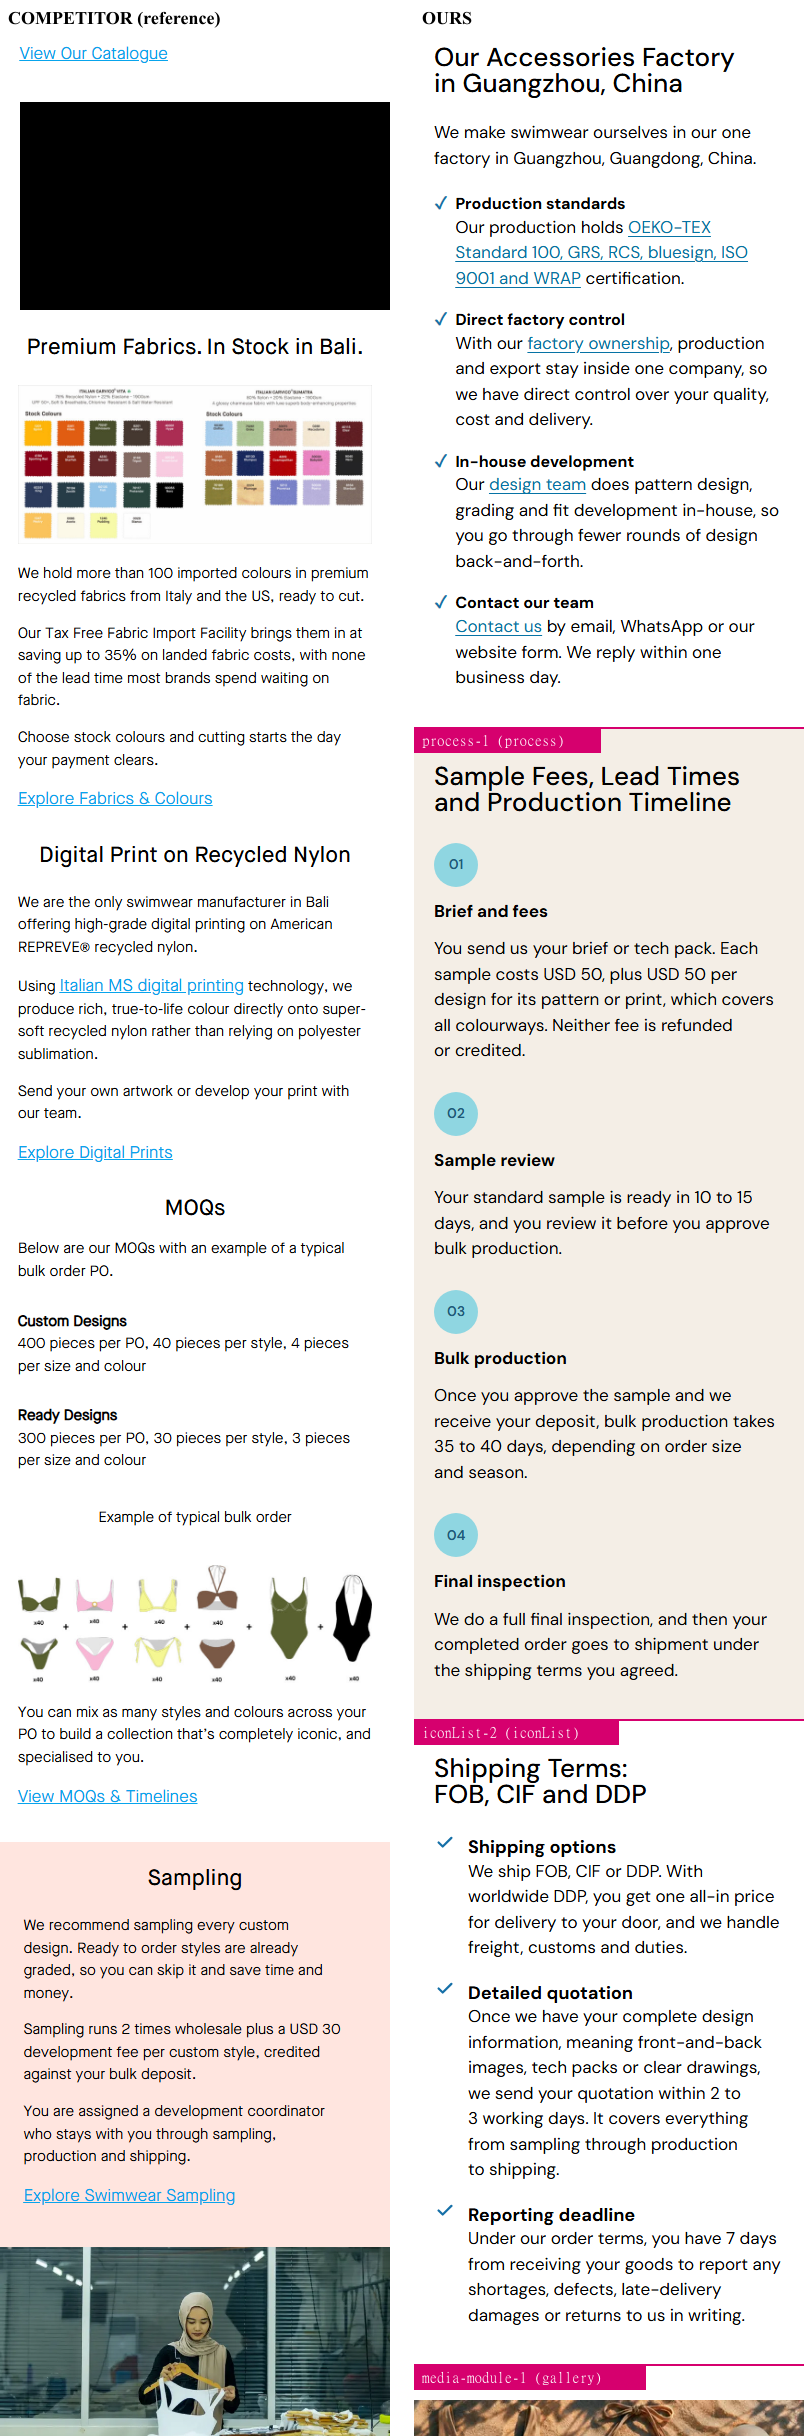 COMPETITOR (reference)
View Our Catalogue
Premium Fabrics. In Stock in Bali.
Stock Colours
Stock Colours
We hold more than 100 imported colours in premium
recycled fabrics from Italy and the US, ready to cut.
Our Tax Free Fabric Import Facility brings them in at
saving up to 35% on landed fabric costs, with none
of the lead time most brands spend waiting on
fabric.
Choose stock colours and cutting starts the day
your payment clears.
Explore Fabrics & Colours
Digital Print on Recycled Nylon
We are the only swimwear manufacturer in Bali
offering high-grade digital printing on American
REPREVE® recycled nylon.
Using Italian MS digital printing technology, we
produce rich, true-to-life colour directly onto super-
soft recycled nylon rather than relying on polyester
sublimation.
Send your own artwork or develop your print with
our team.
Explore Digital Prints
MOQs
Below are our MOQs with an example of a typical
bulk order PO.
Custom Designs
400 pieces per PO, 40 pieces per style, 4 pieces
per size and colour
Ready Designs
300 pieces per PO, 30 pieces per style, 3 pieces
per size and colour
Example of typical bulk order
x40 x40 x40 x40
+ + + + +
x40 x40 x40 x40 x40 x40
You can mix as many styles and colours across your
PO to build a collection that's completely iconic, and
specialised to you.
View MOQs & Timelines
Sampling
We recommend sampling every custom
design. Ready to order styles are already
graded, so you can skip it and save time and
money.
Sampling runs 2 times wholesale plus a USD 30
development fee per custom style, credited
against your bulk deposit.
You are assigned a development coordinator
who stays with you through sampling,
production and shipping.
Explore Swimwear Sampling
OURS
Our Accessories Factory
in Guangzhou, China
We make swimwear ourselves in our one
factory in Guangzhou, Guangdong, China.
✓ Production standards
Our production holds OEKO-TEX
Standard 100, GRS, RCS, bluesign, ISO
9001 and WRAP certification.
✓ Direct factory control
With our factory ownership, production
and export stay inside one company, so
we have direct control over your quality,
cost and delivery.
✓ In-house development
Our design team does pattern design,
grading and fit development in-house, so
you go through fewer rounds of design
back-and-forth.
✓ Contact our team
Contact us by email, WhatsApp or our
website form. We reply within one
business day.
process-1 (process)
Sample Fees, Lead Times
and Production Timeline
01
Brief and fees
You send us your brief or tech pack. Each
sample costs USD 50, plus USD 50 per
design for its pattern or print, which covers
all colourways. Neither fee is refunded
or credited.
02
Sample review
Your standard sample is ready in 10 to 15
days, and you review it before you approve
bulk production.
03
Bulk production
Once you approve the sample and we
receive your deposit, bulk production takes
35 to 40 days, depending on order size
and season.
04
Final inspection
We do a full final inspection, and then your
completed order goes to shipment under
the shipping terms you agreed.
iconList-2 (iconList)
Shipping Terms:
FOB, CIF and DDP
✓ Shipping options
We ship FOB, CIF or DDP. With
worldwide DDP, you get one all-in price
for delivery to your door, and we handle
freight, customs and duties.
✓ Detailed quotation
Once we have your complete design
information, meaning front-and-back
images, tech packs or clear drawings,
we send your quotation within 2 to
3 working days. It covers everything
from sampling through production
to shipping.
✓ Reporting deadline
Under our order terms, you have 7 days
from receiving your goods to report any
shortages, defects, late-delivery
damages or returns to us in writing.
media-module-1 (gallery)